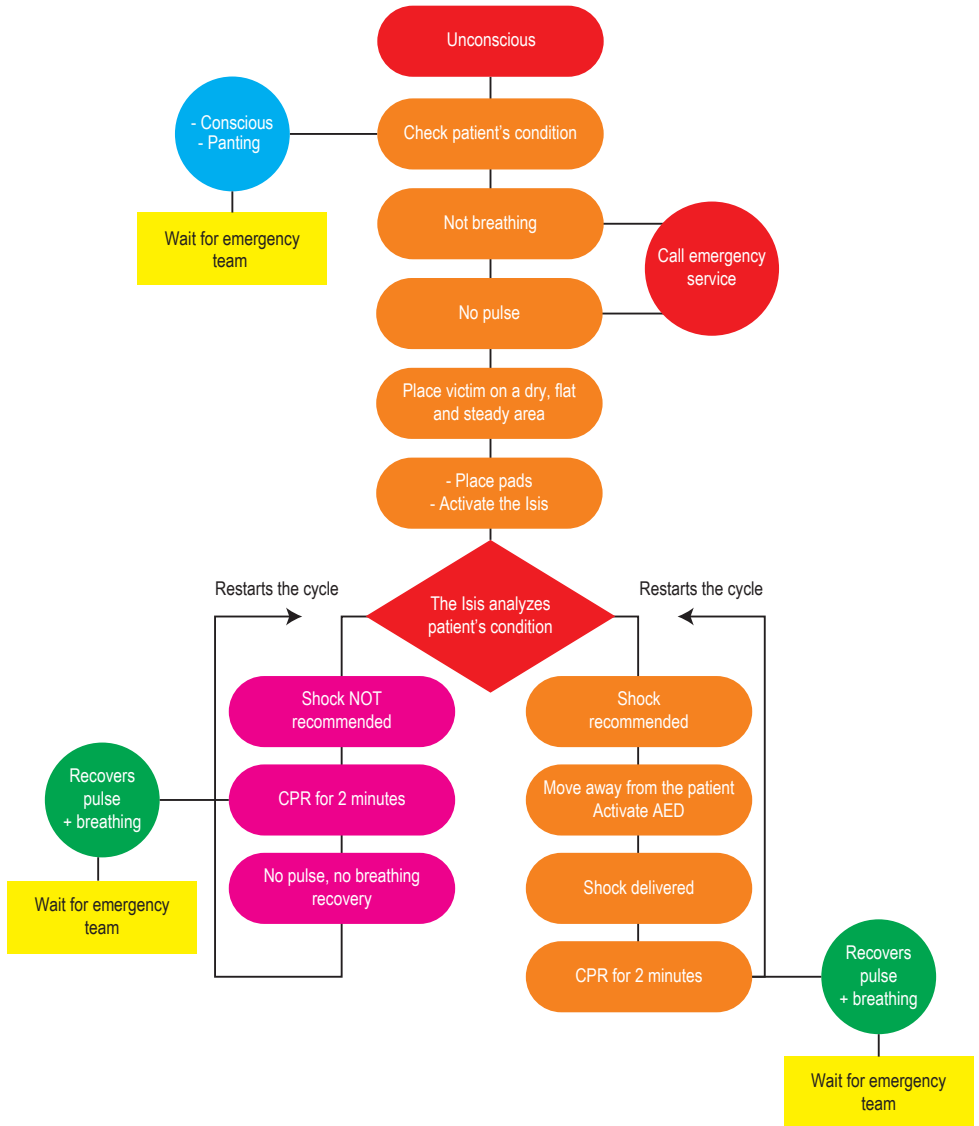 Unconscious
- Conscious
- Panting
Check patient's condition
Wait for emergency
team
Not breathing
Call emergency
service
No pulse
Place victim on a dry, flat
and steady area
- Place pads
- Activate the Isis
Restarts the cycle
The Isis analyzes
patient's condition
Restarts the cycle
Shock NOT
recommended
CPR for 2 minutes
No pulse, no breathing
recovery
Recovers
pulse
+ breathing
Wait for emergency
team
Shock
recommended
Move away from the patient
Activate AED
Shock delivered
CPR for 2 minutes
Recovers
pulse
+ breathing
Wait for emergency
team